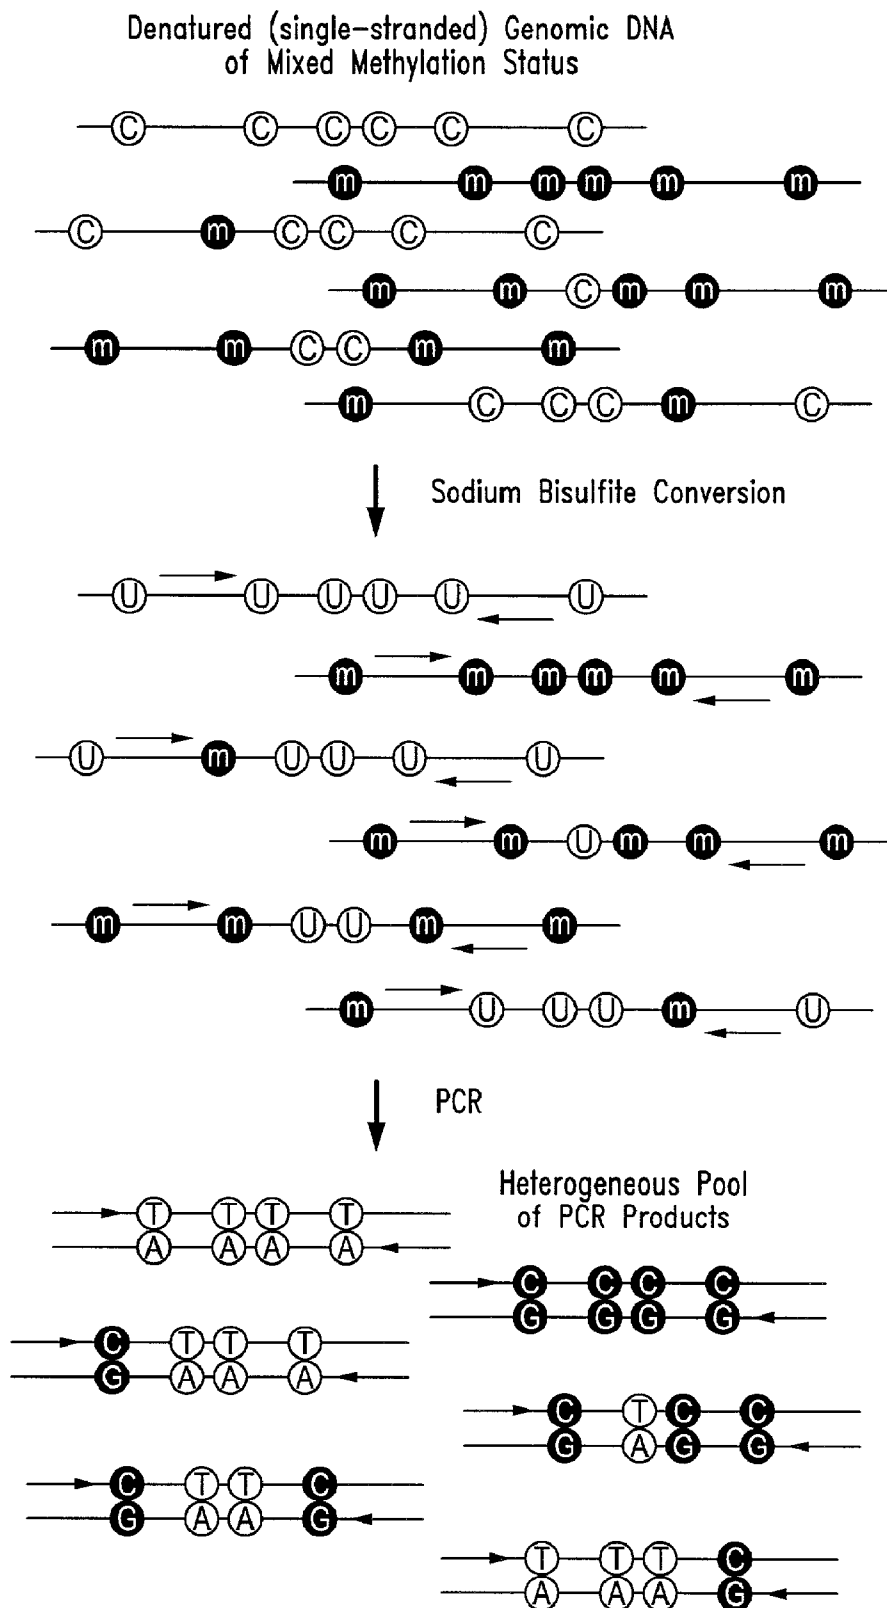 Denatured (single-stranded) Genomic DNA
of Mixed Methylation Status
C C C C C C
m m m m m m
C m C C C C
m m C m m m
m m C C m m
m C C C m C
Sodium Bisulfite Conversion
U U U U U U
m m m m m m
U m U U U U
m m U m m m
m m U U m m
m U U U m U
PCR
Heterogeneous Pool
of PCR Products
T T T T
A A A A
C C C C
G G G G
C T T T
G A A A
C T C C
G A G G
C T T C
G A A G
T T T C
A A A G